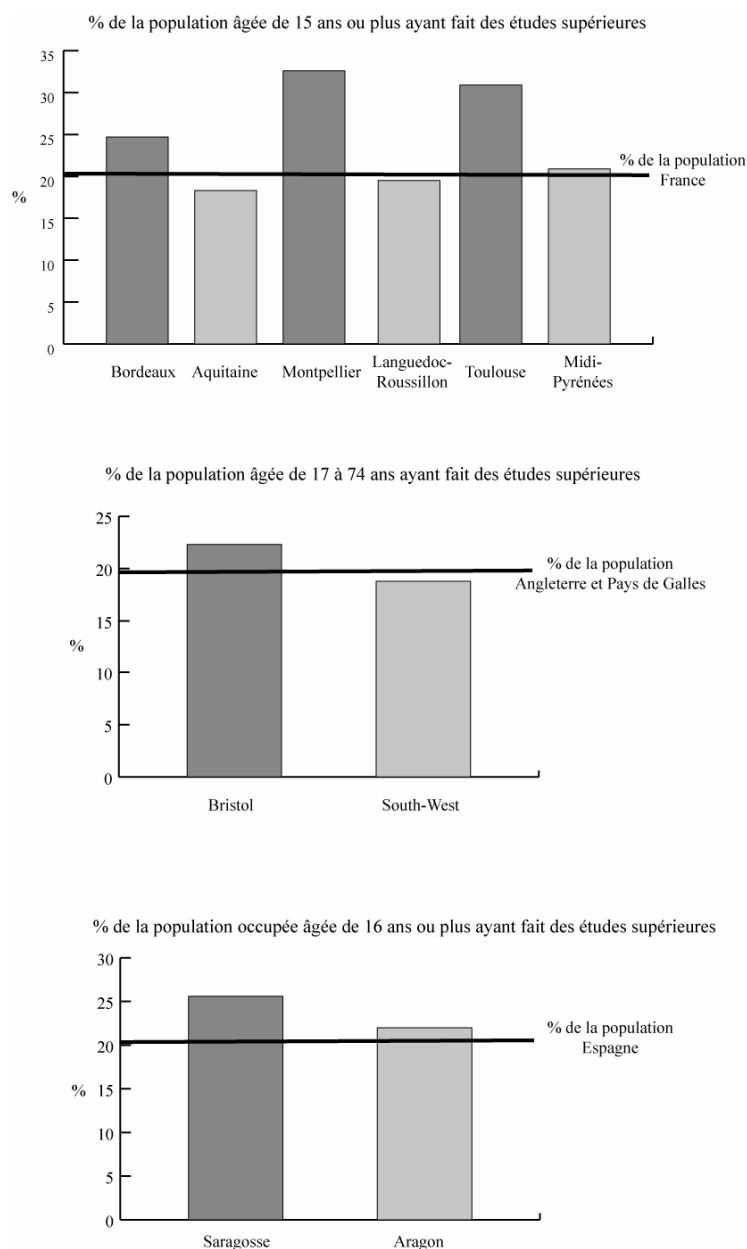 % de la population âgée de 15 ans ou plus ayant fait des études supérieures
35
30
25
20
15
10
5
0
%
% de la population
France
Bordeaux Aquitaine Montpellier Languedoc-Roussillon Toulouse Midi-Pyrénées
% de la population âgée de 17 à 74 ans ayant fait des études supérieures
25
20
15
10
5
0
%
% de la population
Angleterre et Pays de Galles
Bristol South-West
% de la population occupée âgée de 16 ans ou plus ayant fait des études supérieures
30
25
20
15
10
5
0
%
% de la population
Espagne
Saragosse Aragon